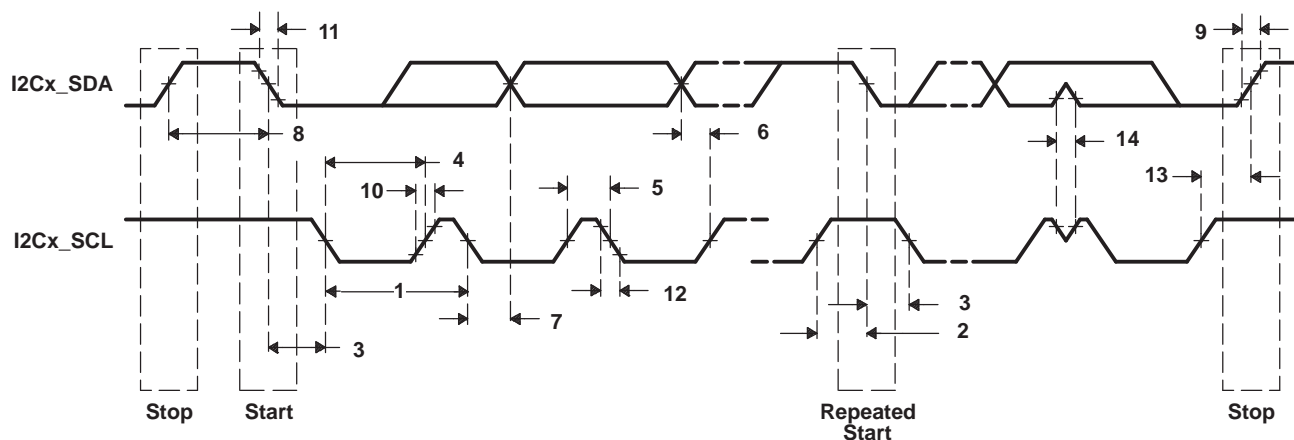 11
9
I2Cx_SDA
8
6
4
14
10
5
13
I2Cx_SCL
1
12
3
7
2
3
Stop
Start
Repeated
Start
Stop